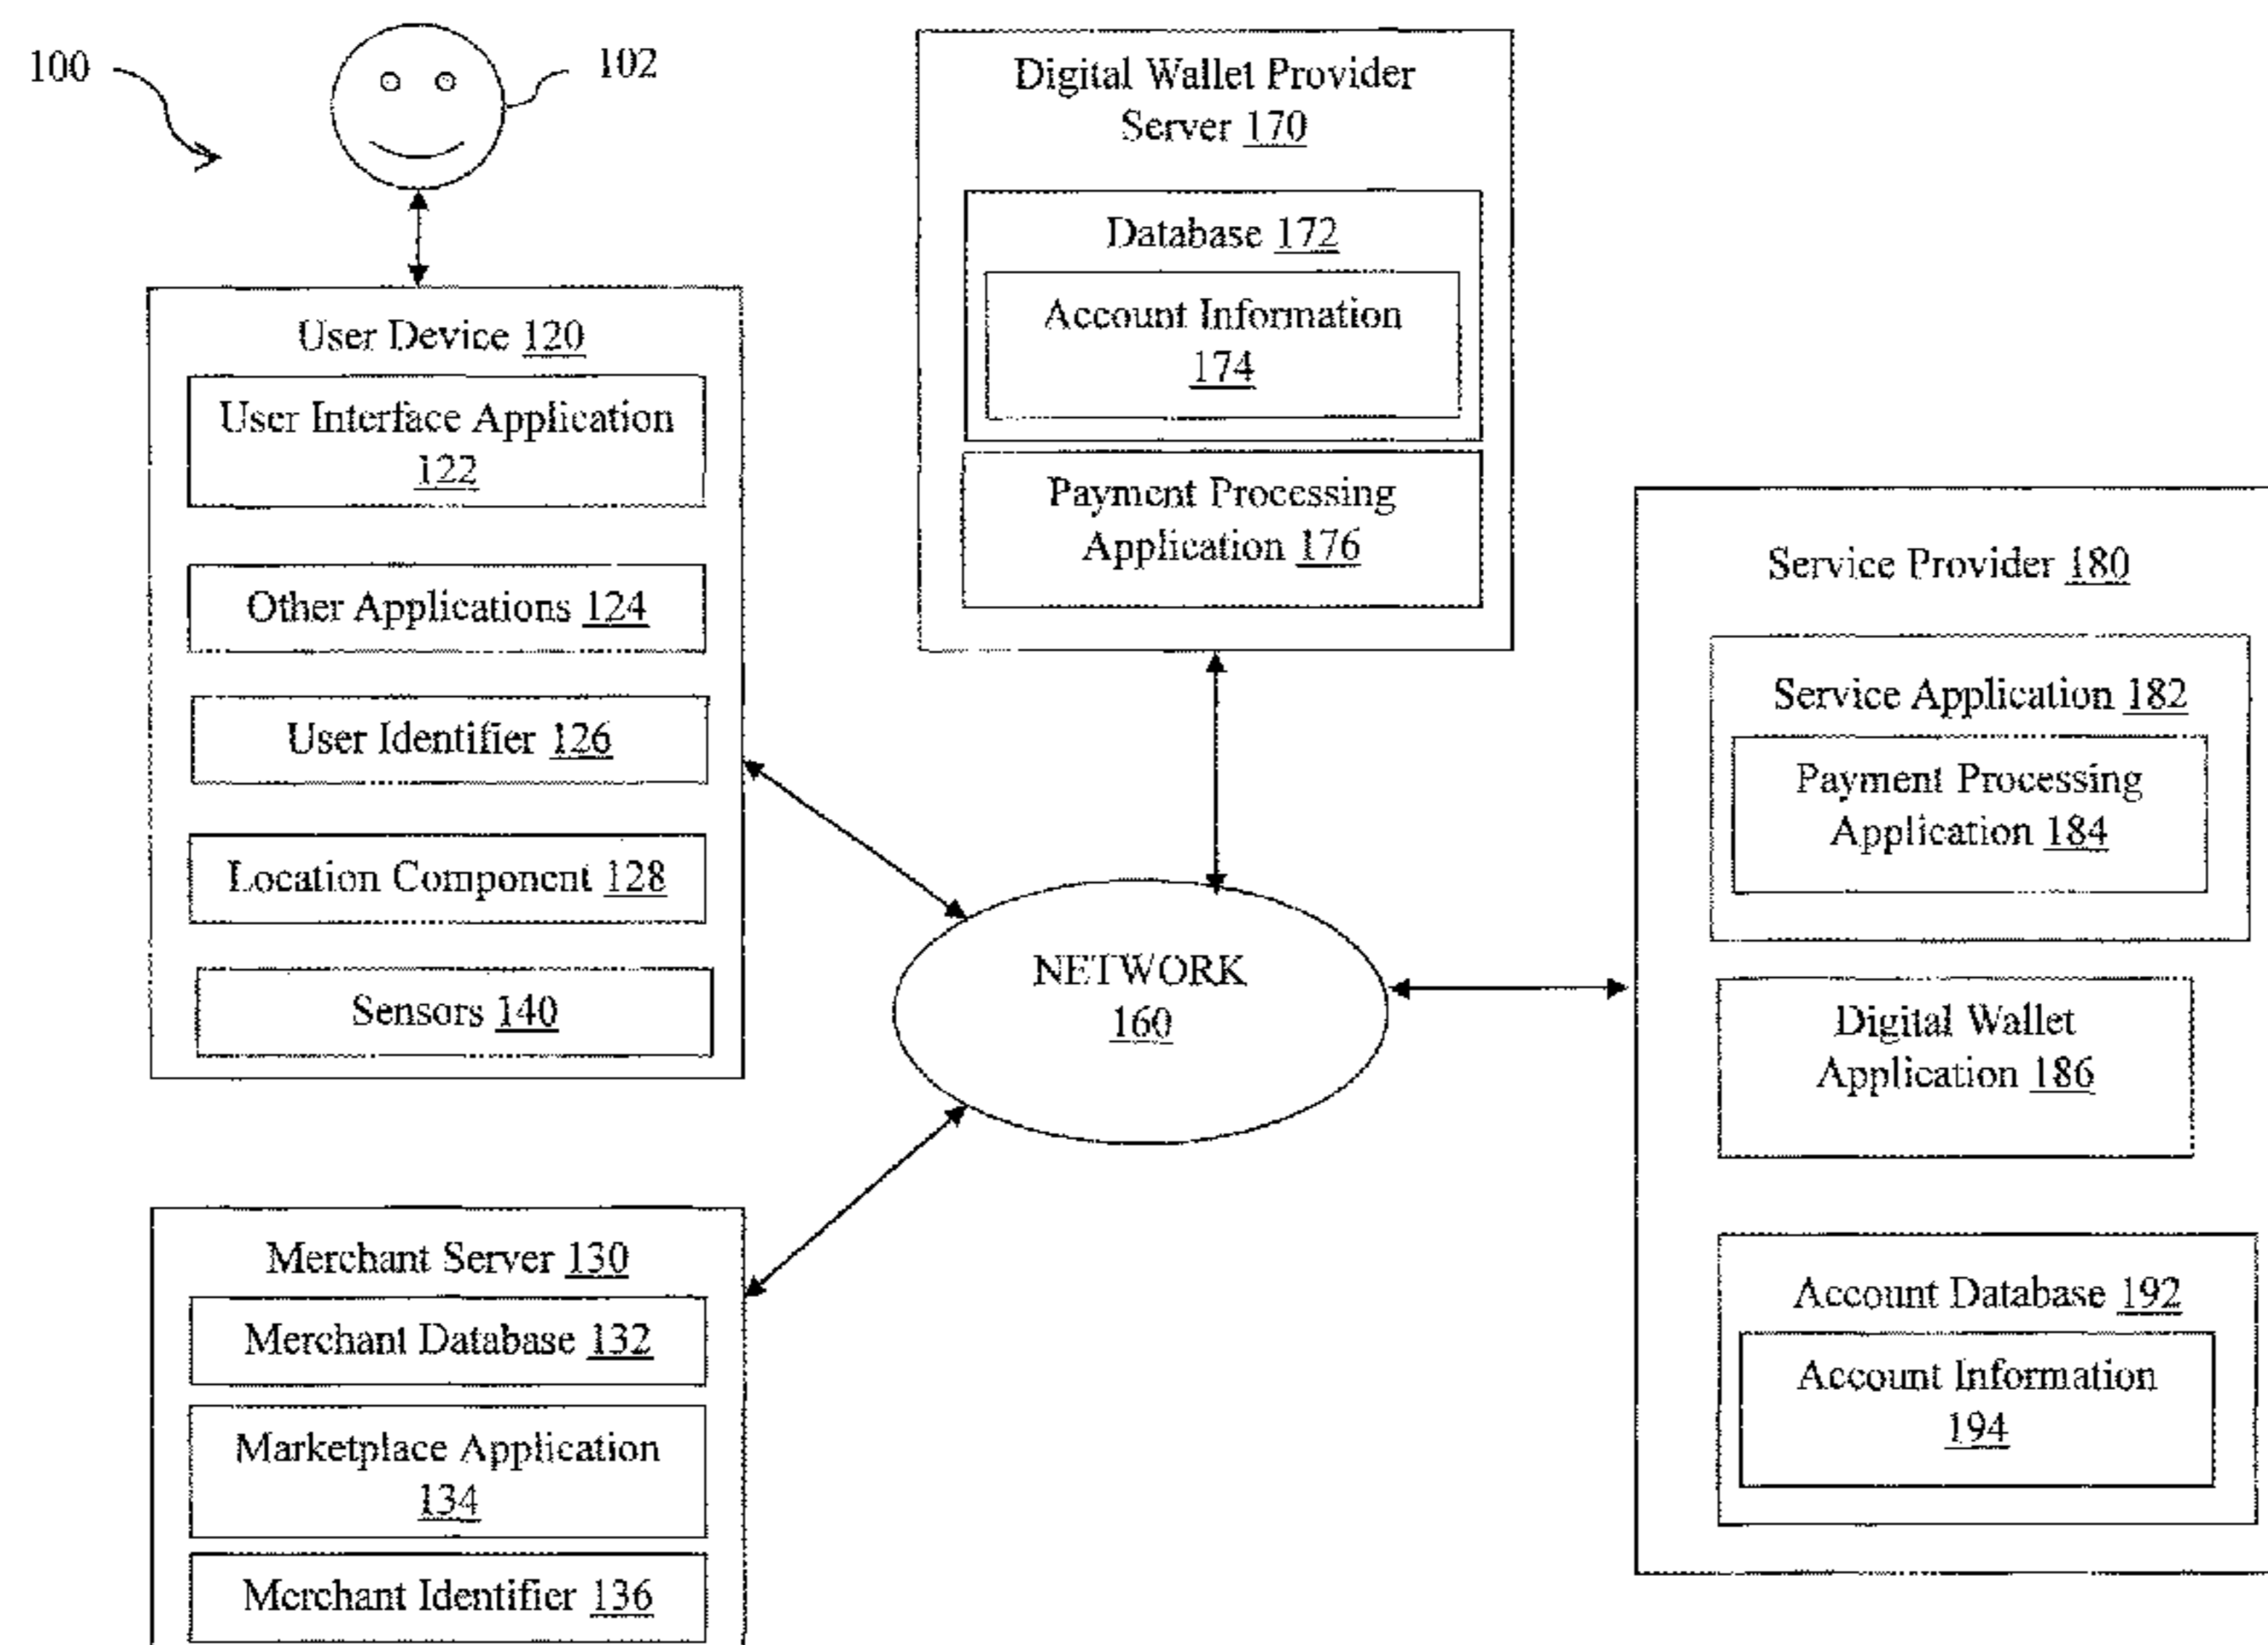 100
102
User Device 120
User Interface Application
122
Other Applications 124
User Identifier 126
Location Component 128
Sensors 140
Merchant Server 130
Merchant Database 132
Marketplace Application
134
Merchant Identifier 136
Digital Wallet Provider
Server 170
Database 172
Account Information
174
Payment Processing
Application 176
NETWORK
160
Service Provider 180
Service Application 182
Payment Processing
Application 184
Digital Wallet
Application 186
Account Database 192
Account Information
194